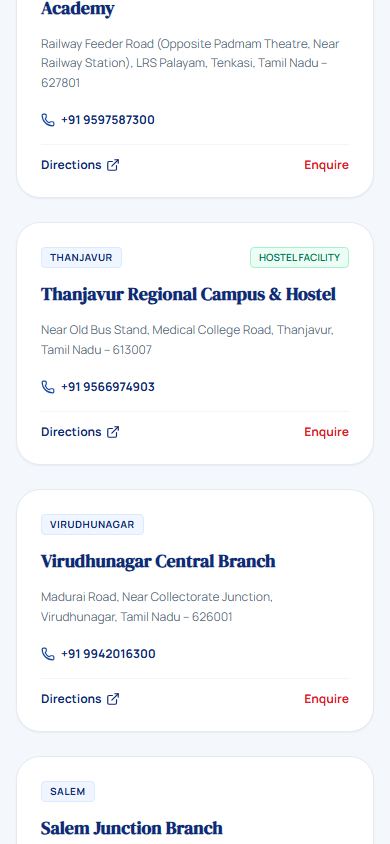 Academy
Railway Feeder Road (Opposite Padmam Theatre, Near
Railway Station), LRS Palayam, Tenkasi, Tamil Nadu –
627801
+91 9597587300
Directions
Enquire
THANJAVUR
HOSTEL FACILITY
Thanjavur Regional Campus & Hostel
Near Old Bus Stand, Medical College Road, Thanjavur,
Tamil Nadu – 613007
+91 9566974903
Directions
Enquire
VIRUDHUNAGAR
Virudhunagar Central Branch
Madurai Road, Near Collectorate Junction,
Virudhunagar, Tamil Nadu – 626001
+91 9942016300
Directions
Enquire
SALEM
Salem Junction Branch